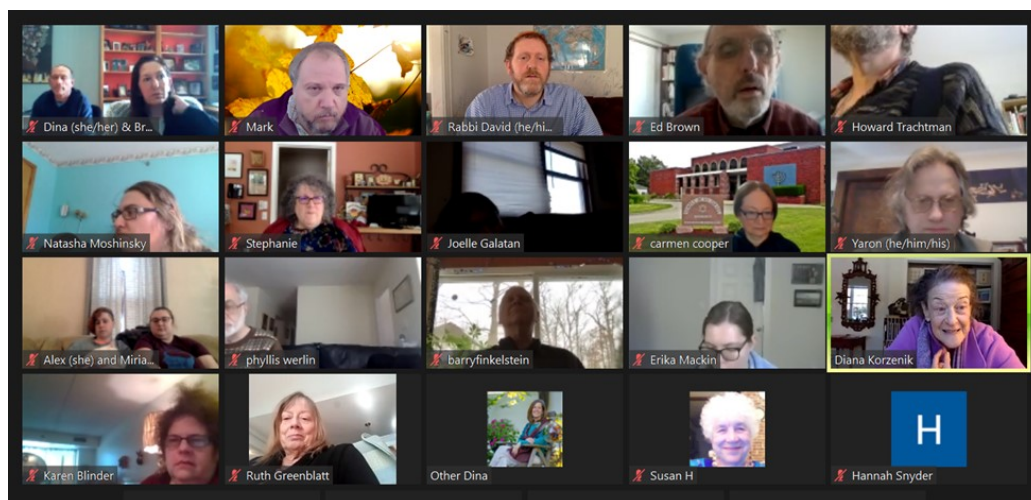 Dina (she/her) & Br...
Mark
Rabbi David (he/hi...
Ed Brown
Howard Trachtman
Natasha Moshinsky
Stephanie
Joelle Galatan
carmen cooper
Yaron (he/him/his)
Alex (she) and Miria...
phyllis werlin
barryfinkelstein
Erika Mackin
Diana Korzenik
Karen Blinder
Ruth Greenblatt
Other Dina
Susan H
H
Hannah Snyder